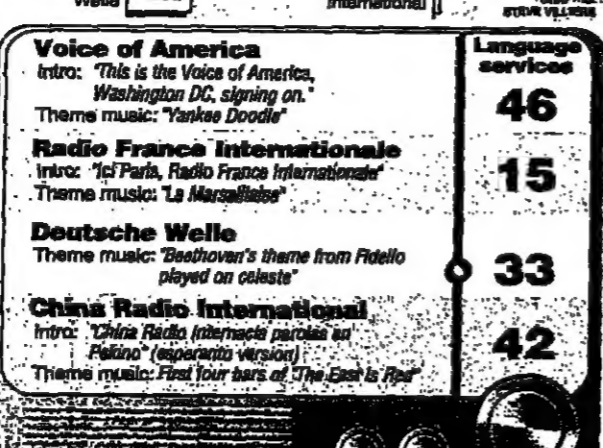 Welle
International
Voice of America
Intro: "This is the Voice of America,
Washington DC, signing on."
Theme music: "Yankee Doodle"
Radio France Internationale
Intro: "Ici Paris, Radio France Internationale"
Theme music: "La Marseillaise"
Deutsche Welle
Theme music: "Beethoven's theme from Fidelio
played on celeste"
China Radio International
Intro: "China Radio Internacia parolas en
Pekino" (esperanto version)
Theme music: First four bars of "The East is Red"
Language
services
46
15
33
42